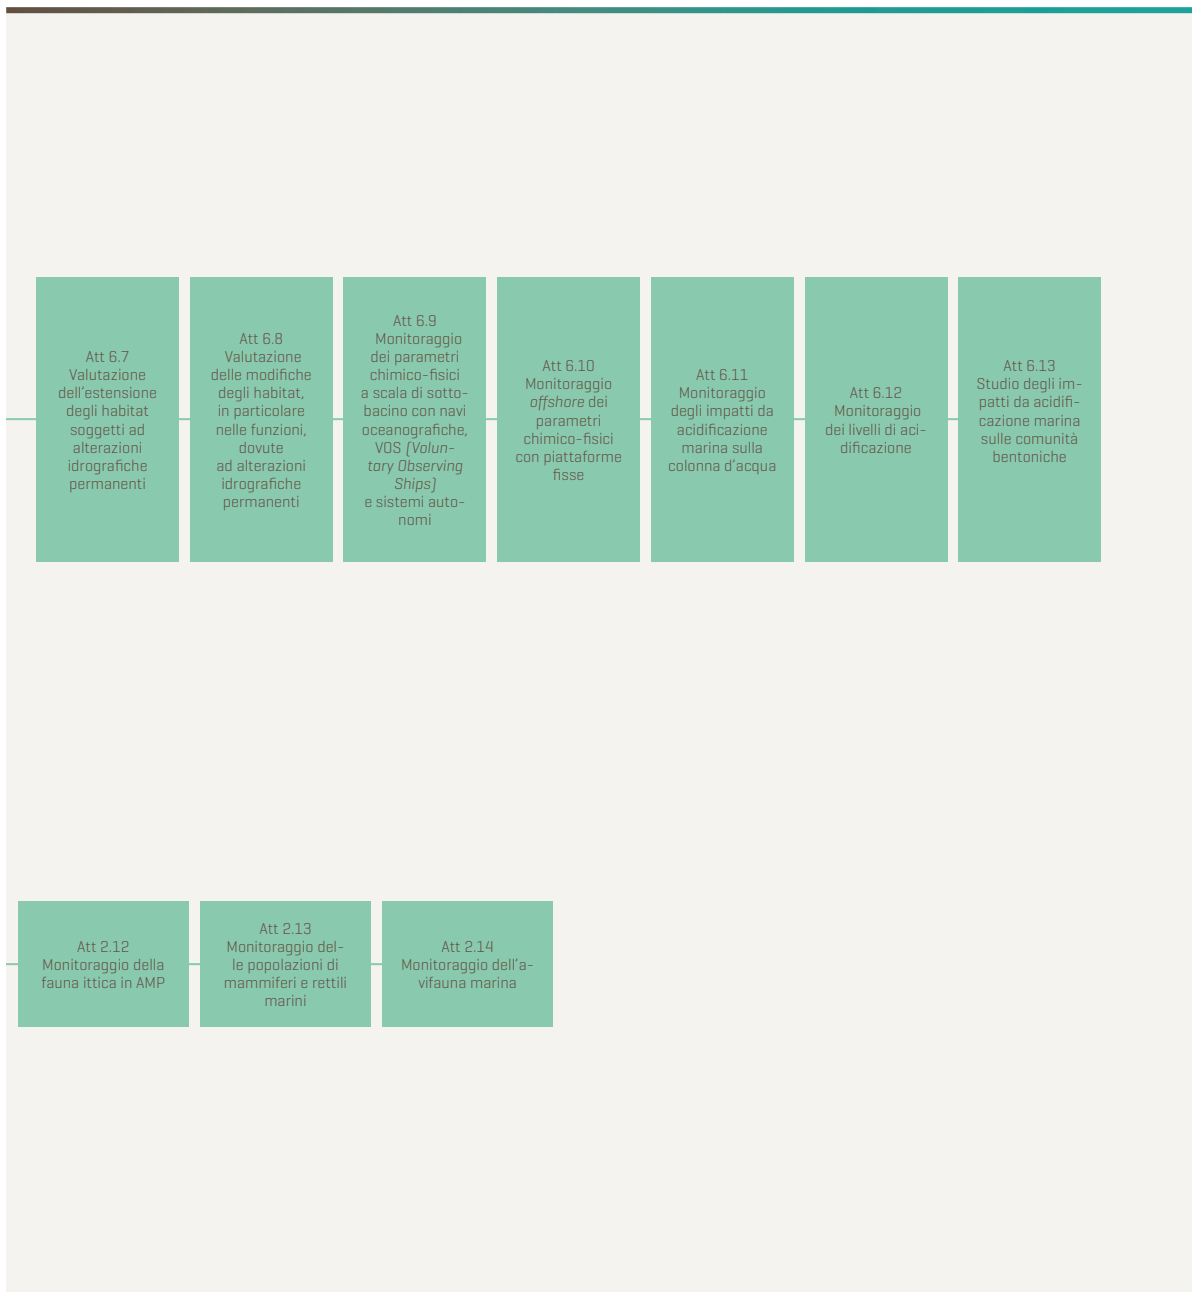 Att 6.7
Valutazione
dell'estensione
degli habitat
soggetti ad
alterazioni
idrografiche
permanenti
Att 6.8
Valutazione
delle modifiche
degli habitat,
in particolare
nelle funzioni,
dovute
ad alterazioni
idrografiche
permanenti
Att 6.9
Monitoraggio
dei parametri
chimico-fisici
a scala di sotto-
bacino con navi
oceanografiche,
VOS (Volun-
tary Observing
Ships)
e sistemi auto-
nomi
Att 6.10
Monitoraggio
offshore dei
parametri
chimico-fisici
con piattaforme
fisse
Att 6.11
Monitoraggio
degli impatti da
acidificazione
marina sulla
colonna d'acqua
Att 6.12
Monitoraggio
dei livelli di aci-
dificazione
Att 6.13
Studio degli im-
patti da acidifi-
cazione marina
sulle comunità
bentoniche
Att 2.12
Monitoraggio della
fauna ittica in AMP
Att 2.13
Monitoraggio del-
le popolazioni di
mammiferi e rettili
marini
Att 2.14
Monitoraggio dell'a-
vifauna marina